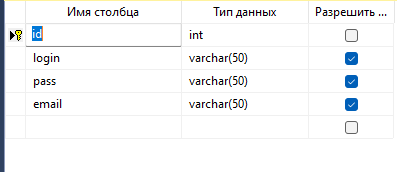 Имя столбца Тип данных Разрешить ...
id int
login varchar(50)
pass varchar(50)
email varchar(50)